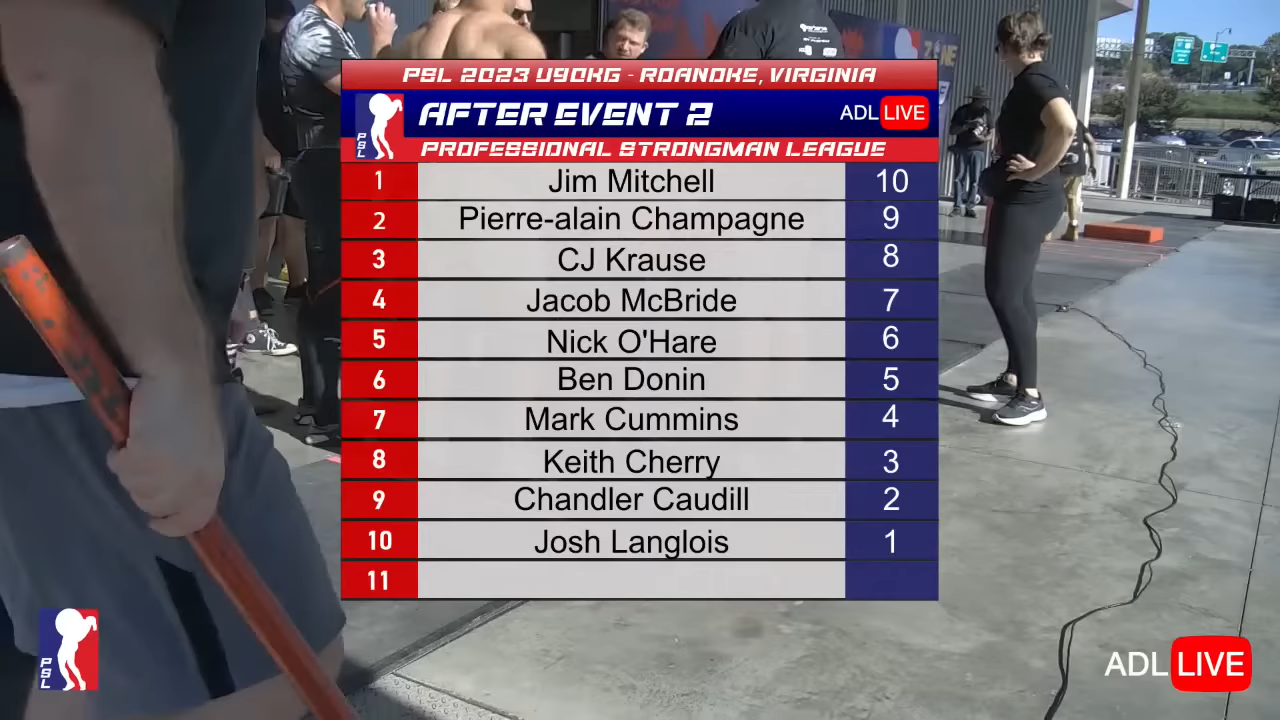 PSL 2023 U90KG - ROANOKE, VIRGINIA
PSL
AFTER EVENT 2
ADL LIVE
PROFESSIONAL STRONGMAN LEAGUE
1 Jim Mitchell 10
2 Pierre-alain Champagne 9
3 CJ Krause 8
4 Jacob McBride 7
5 Nick O'Hare 6
6 Ben Donin 5
7 Mark Cummins 4
8 Keith Cherry 3
9 Chandler Caudill 2
10 Josh Langlois 1
11
PSL
ADL LIVE